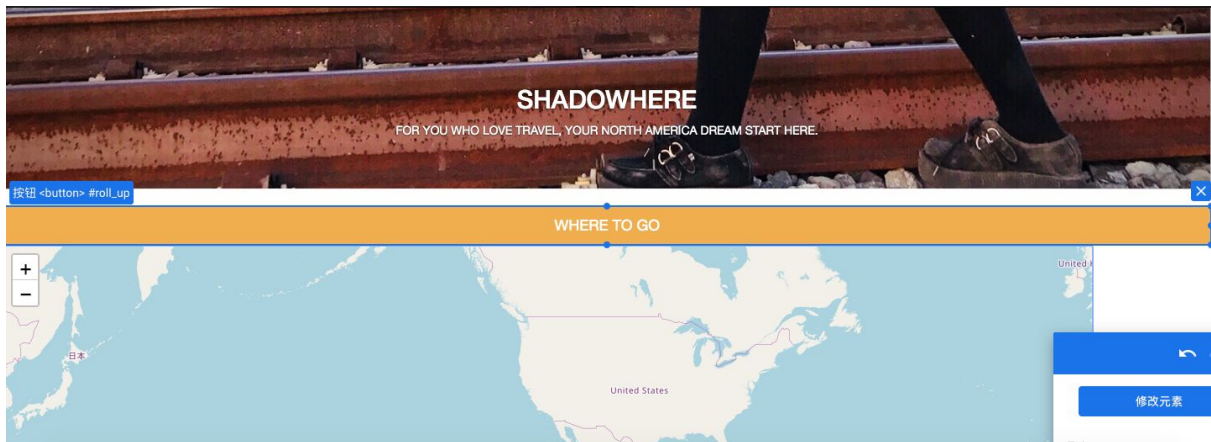 SHADOWHERE
FOR YOU WHO LOVE TRAVEL, YOUR NORTH AMERICA DREAM START HERE.
按钮 <button> #roll_up
WHERE TO GO
+
−
United
日本
United States
修改元素